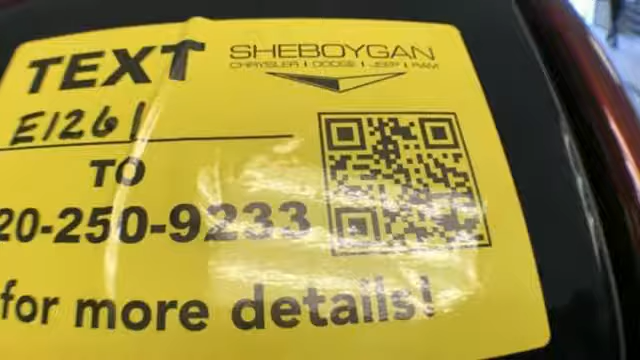 TEXT
SHEBOYGAN
CHRYSLER | DODGE | JEEP | RAM
E1261
TO
20-250-9233
for more details!